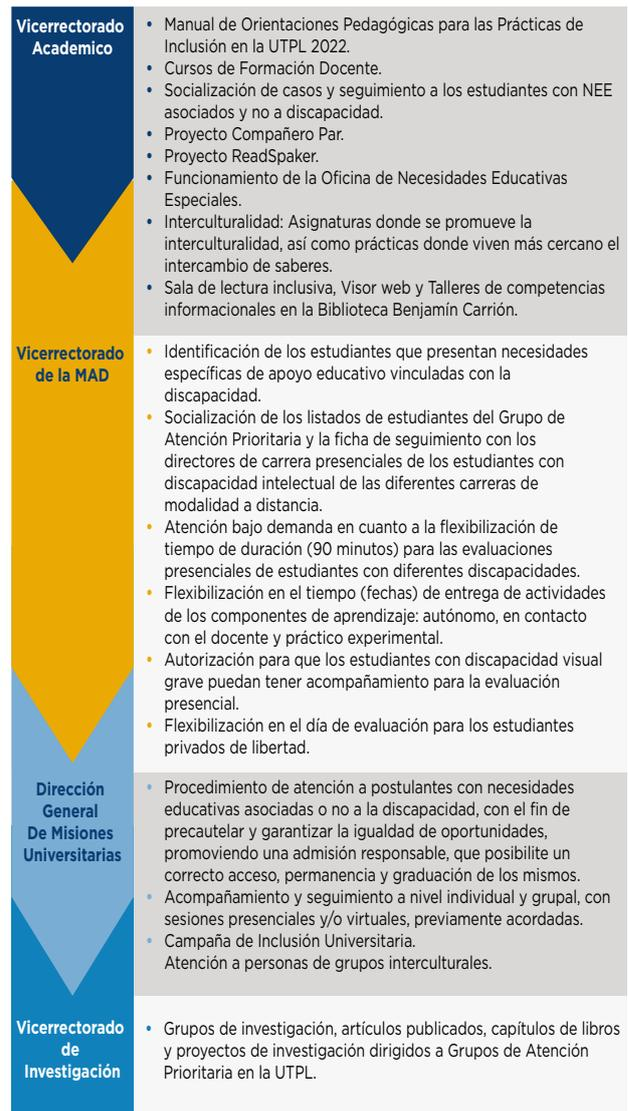 Vicerrectorado
Academico
• Manual de Orientaciones Pedagógicas para las Prácticas de
Inclusión en la UTPL 2022.
• Cursos de Formación Docente.
• Socialización de casos y seguimiento a los estudiantes con NEE
asociados y no a discapacidad.
• Proyecto Compañero Par.
• Proyecto ReadSpaker.
• Funcionamiento de la Oficina de Necesidades Educativas
Especiales.
• Interculturalidad: Asignaturas donde se promueve la
interculturalidad, así como prácticas donde viven más cercano el
intercambio de saberes.
• Sala de lectura inclusiva, Visor web y Talleres de competencias
informacionales en la Biblioteca Benjamín Carrión.
Vicerrectorado
de la MAD
• Identificación de los estudiantes que presentan necesidades
específicas de apoyo educativo vinculadas con la
discapacidad.
• Socialización de los listados de estudiantes del Grupo de
Atención Prioritaria y la ficha de seguimiento con los
directores de carrera presenciales de los estudiantes con
discapacidad intelectual de las diferentes carreras de
modalidad a distancia.
• Atención bajo demanda en cuanto a la flexibilización de
tiempo de duración (90 minutos) para las evaluaciones
presenciales de estudiantes con diferentes discapacidades.
• Flexibilización en el tiempo (fechas) de entrega de actividades
de los componentes de aprendizaje: autónomo, en contacto
con el docente y práctico experimental.
• Autorización para que los estudiantes con discapacidad visual
grave puedan tener acompañamiento para la evaluación
presencial.
• Flexibilización en el día de evaluación para los estudiantes
privados de libertad.
Dirección
General
De Misiones
Universitarias
• Procedimiento de atención a postulantes con necesidades
educativas asociadas o no a la discapacidad, con el fin de
precautelar y garantizar la igualdad de oportunidades,
promoviendo una admisión responsable, que posibilite un
correcto acceso, permanencia y graduación de los mismos.
• Acompañamiento y seguimiento a nivel individual y grupal, con
sesiones presenciales y/o virtuales, previamente acordadas.
• Campaña de Inclusión Universitaria.
Atención a personas de grupos interculturales.
Vicerrectorado
de
Investigación
• Grupos de investigación, artículos publicados, capítulos de libros
y proyectos de investigación dirigidos a Grupos de Atención
Prioritaria en la UTPL.